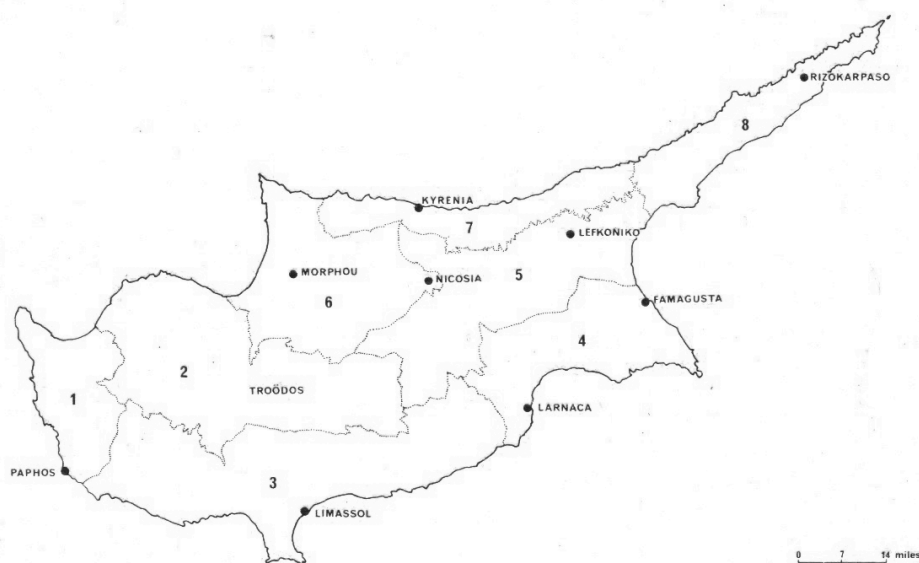 RIZOKARPASO
8
KYRENIA
7
LEFKONIKO
MORPHOU
NICOSIA
5
6
FAMAGUSTA
4
2
TROÖDOS
1
LARNACA
PAPHOS
3
LIMASSOL
0 7 14 miles